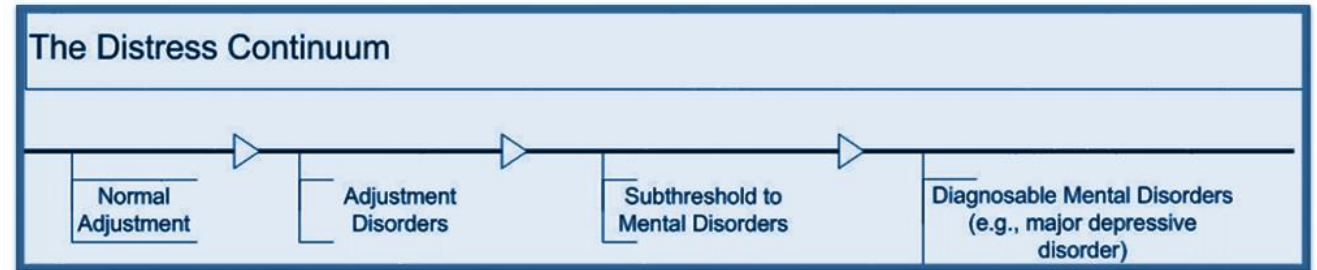 The Distress Continuum
Normal
Adjustment
Adjustment
Disorders
Subthreshold to
Mental Disorders
Diagnosable Mental Disorders
(e.g., major depressive
disorder)